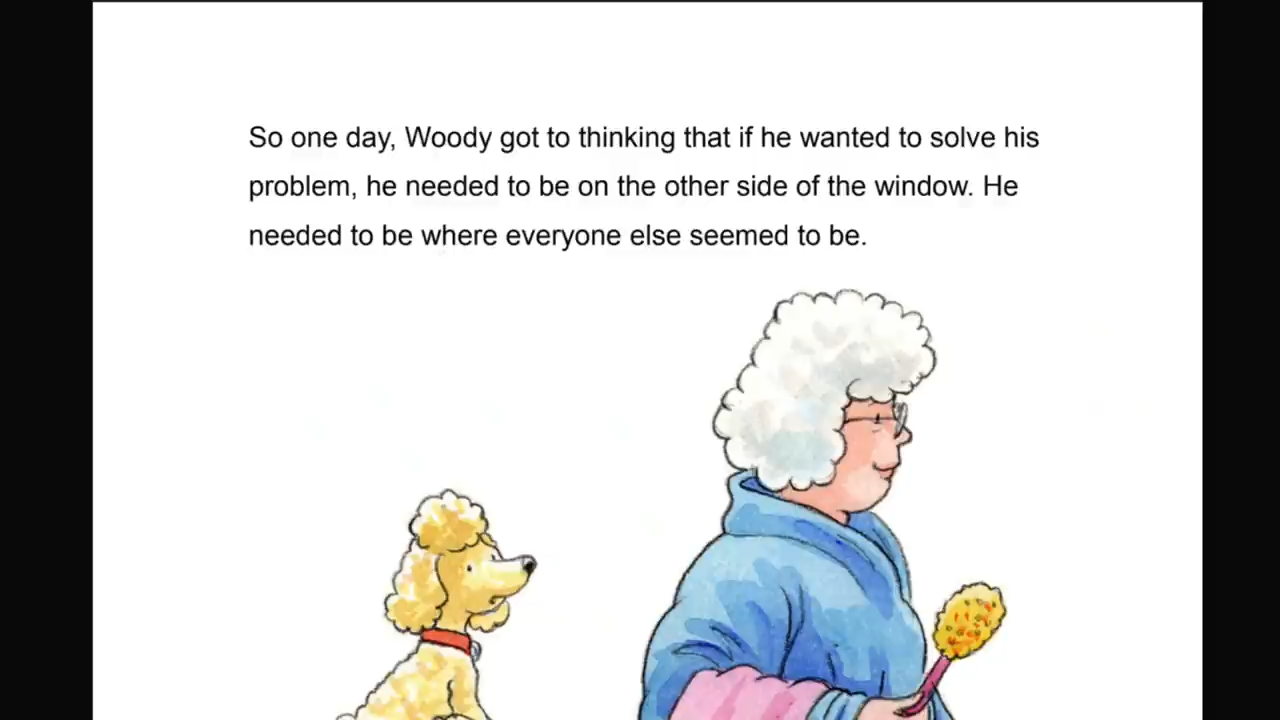 So one day, Woody got to thinking that if he wanted to solve his
problem, he needed to be on the other side of the window. He
needed to be where everyone else seemed to be.